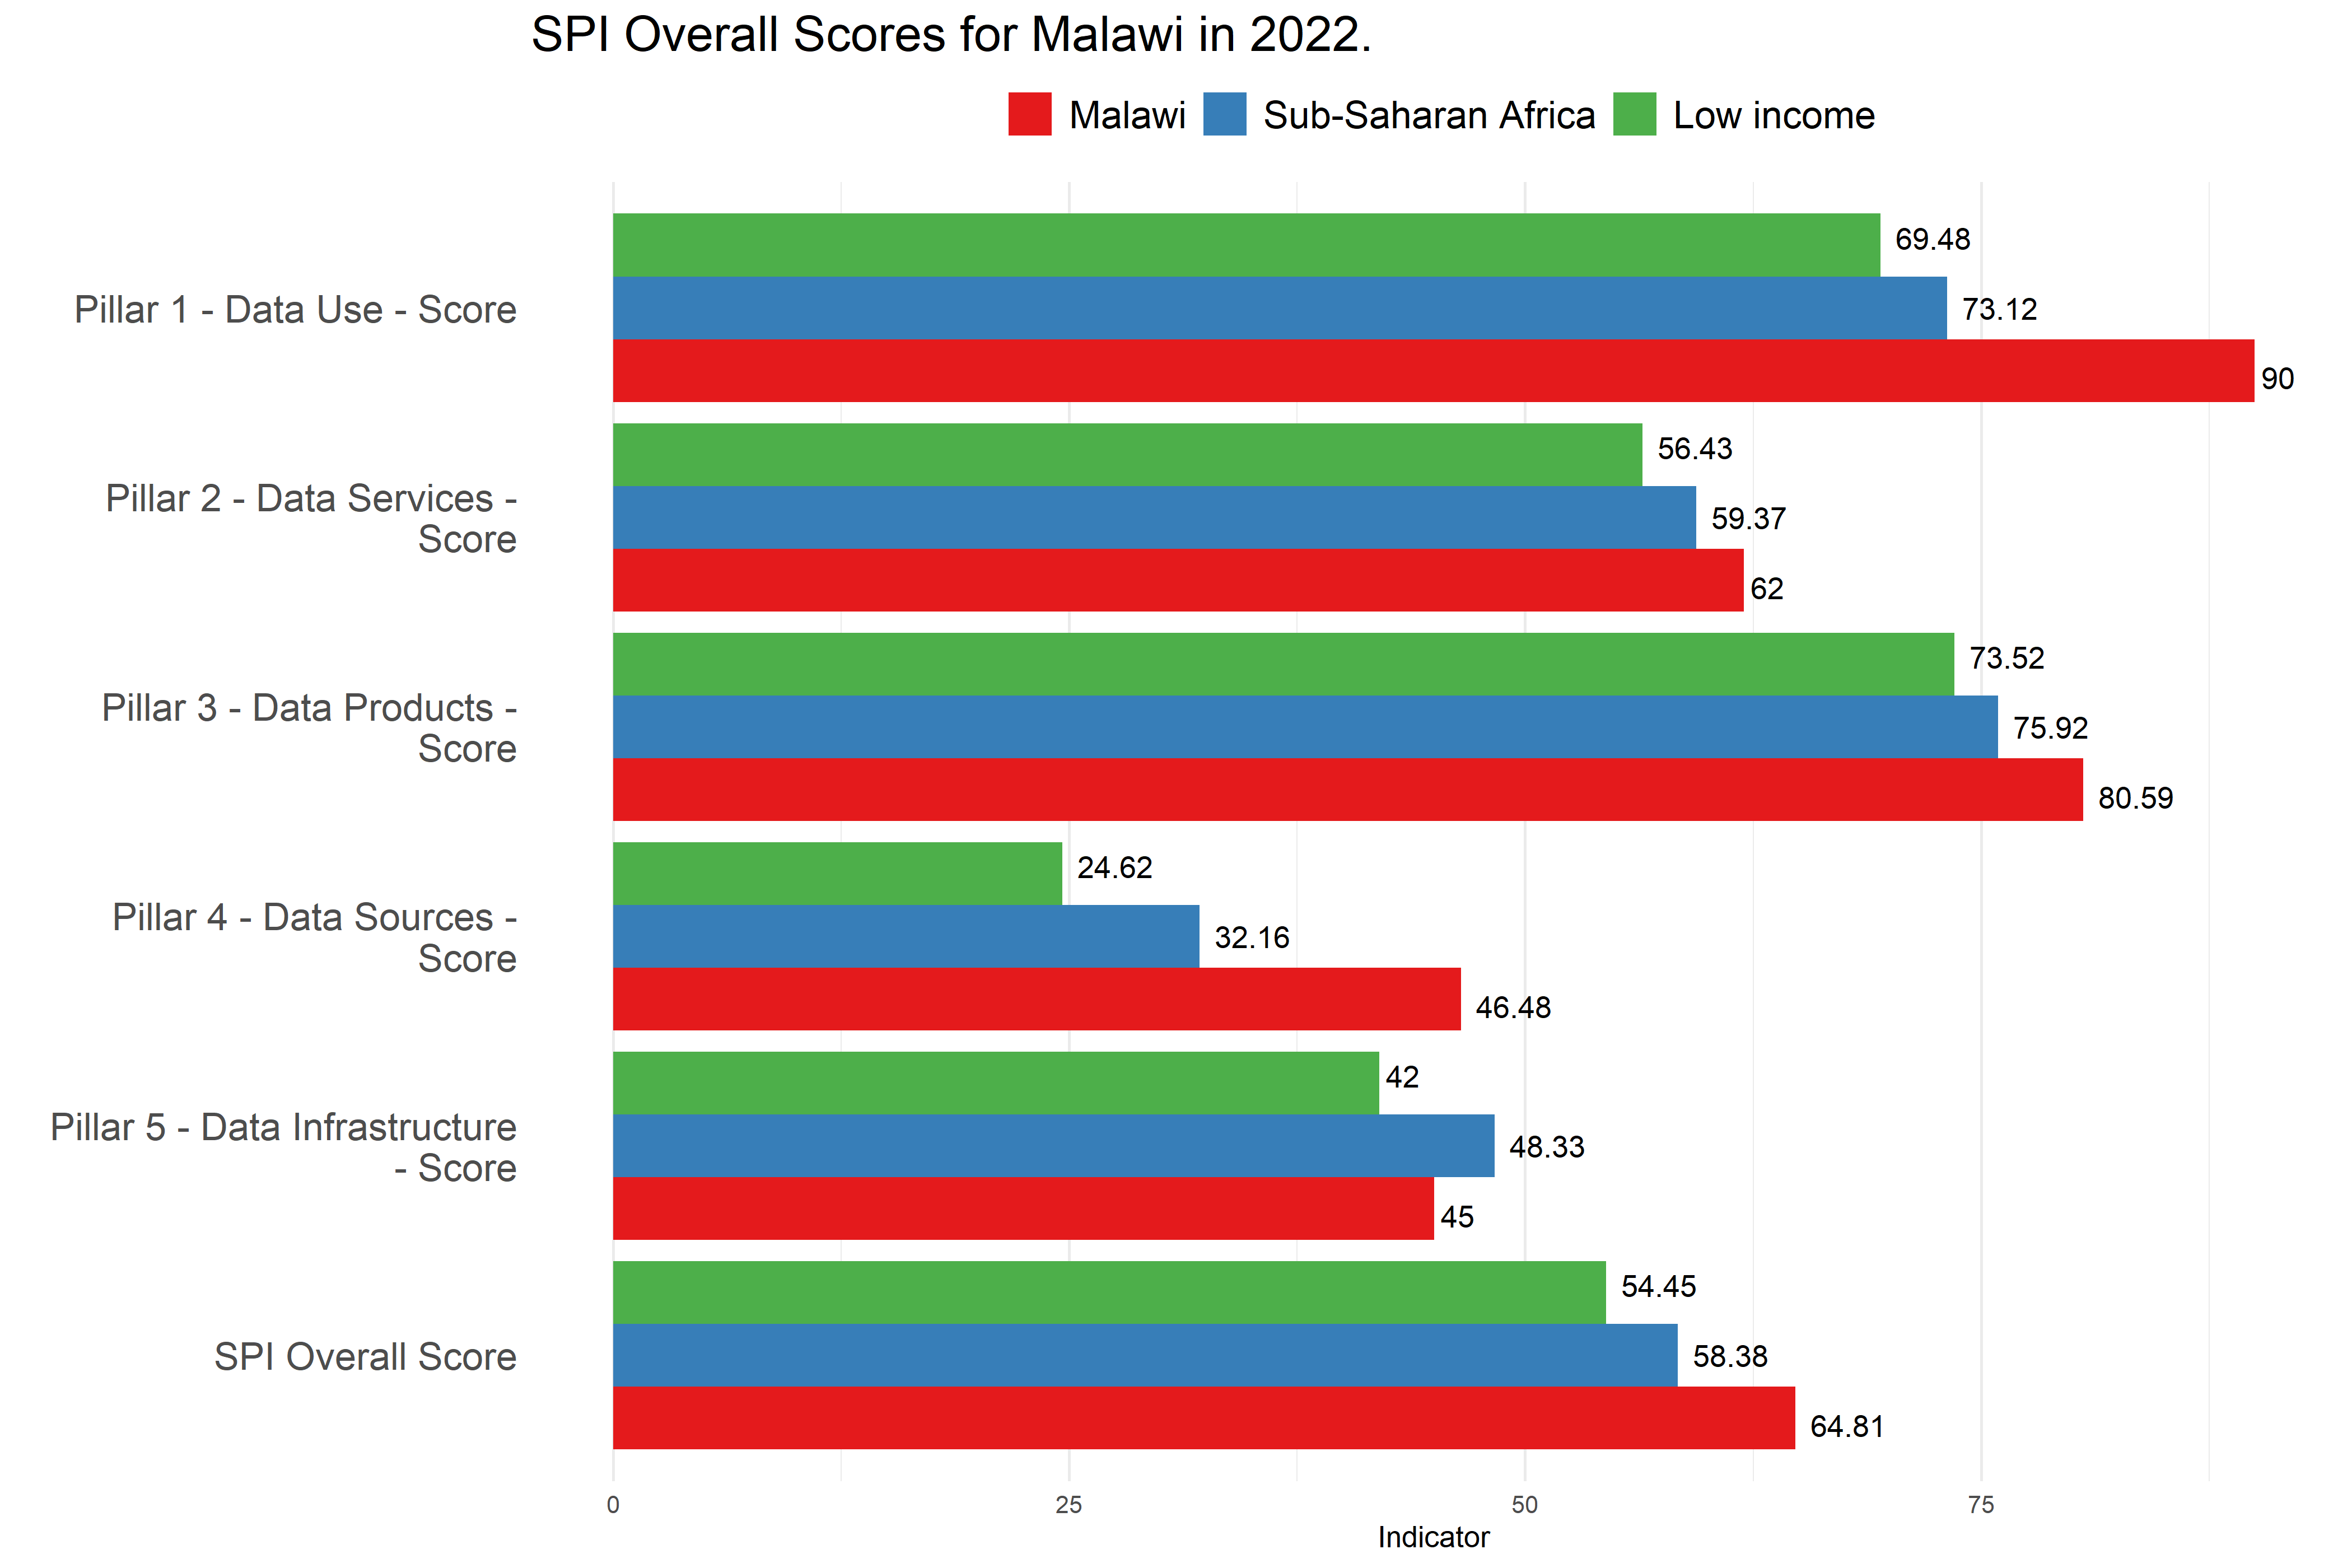 SPI Overall Scores for Malawi in 2022.
Malawi Sub-Saharan Africa Low income
69.48
Pillar 1 - Data Use - Score
73.12
90
56.43
Pillar 2 - Data Services -
Score
59.37
62
73.52
Pillar 3 - Data Products -
Score
75.92
80.59
24.62
Pillar 4 - Data Sources -
Score
32.16
46.48
42
Pillar 5 - Data Infrastructure
- Score
48.33
45
54.45
SPI Overall Score
58.38
64.81
0 25 50 75
Indicator